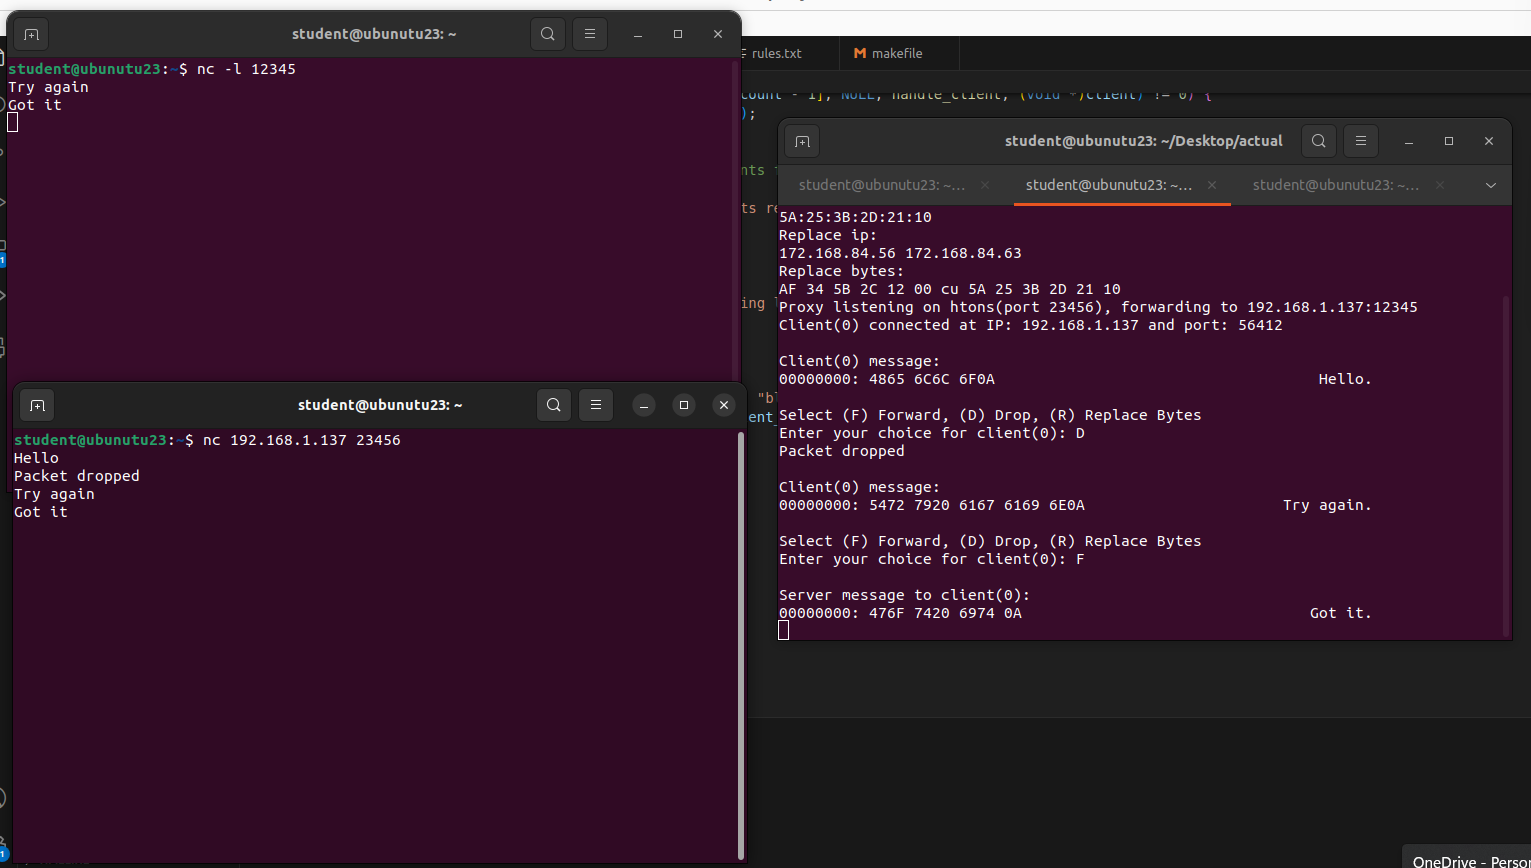 student@ubunutu23: ~
student@ubunutu23:~$ nc -l 12345
Try again
Got it
student@ubunutu23: ~
student@ubunutu23:~$ nc 192.168.1.137 23456
Hello
Packet dropped
Try again
Got it
rules.txt
makefile
count - 1], NULL, handle_client, (void *)client) != 0) {
);
student@ubunutu23: ~/Desktop/actual
student@ubunutu23: ~...
student@ubunutu23: ~...
student@ubunutu23: ~...
5A:25:3B:2D:21:10
Replace ip:
172.168.84.56 172.168.84.63
Replace bytes:
AF 34 5B 2C 12 00 cu 5A 25 3B 2D 21 10
Proxy listening on htons(port 23456), forwarding to 192.168.1.137:12345
Client(0) connected at IP: 192.168.1.137 and port: 56412
Client(0) message:
00000000: 4865 6C6C 6F0A Hello.
Select (F) Forward, (D) Drop, (R) Replace Bytes
Enter your choice for client(0): D
Packet dropped
Client(0) message:
00000000: 5472 7920 6167 6169 6E0A Try again.
Select (F) Forward, (D) Drop, (R) Replace Bytes
Enter your choice for client(0): F
Server message to client(0):
00000000: 476F 7420 6974 0A Got it.
OneDrive - Person